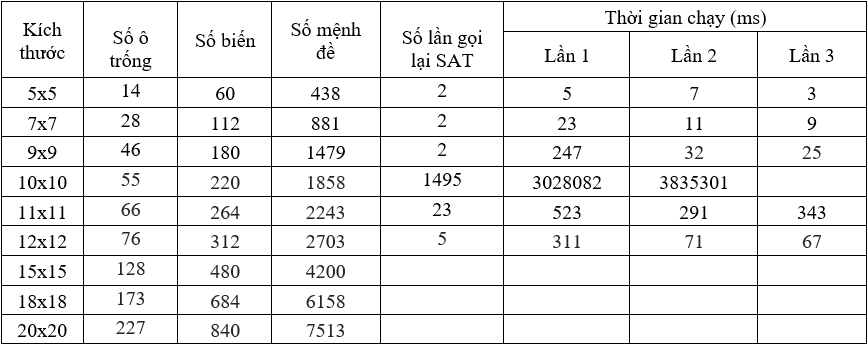 Kích thước Số ô trống Số biến Số mệnh đề Số lần gọi lại SAT Thời gian chạy (ms)
Lần 1 Lần 2 Lần 3
5x5 14 60 438 2 5 7 3
7x7 28 112 881 2 23 11 9
9x9 46 180 1479 2 247 32 25
10x10 55 220 1858 1495 3028082 3835301
11x11 66 264 2243 23 523 291 343
12x12 76 312 2703 5 311 71 67
15x15 128 480 4200
18x18 173 684 6158
20x20 227 840 7513